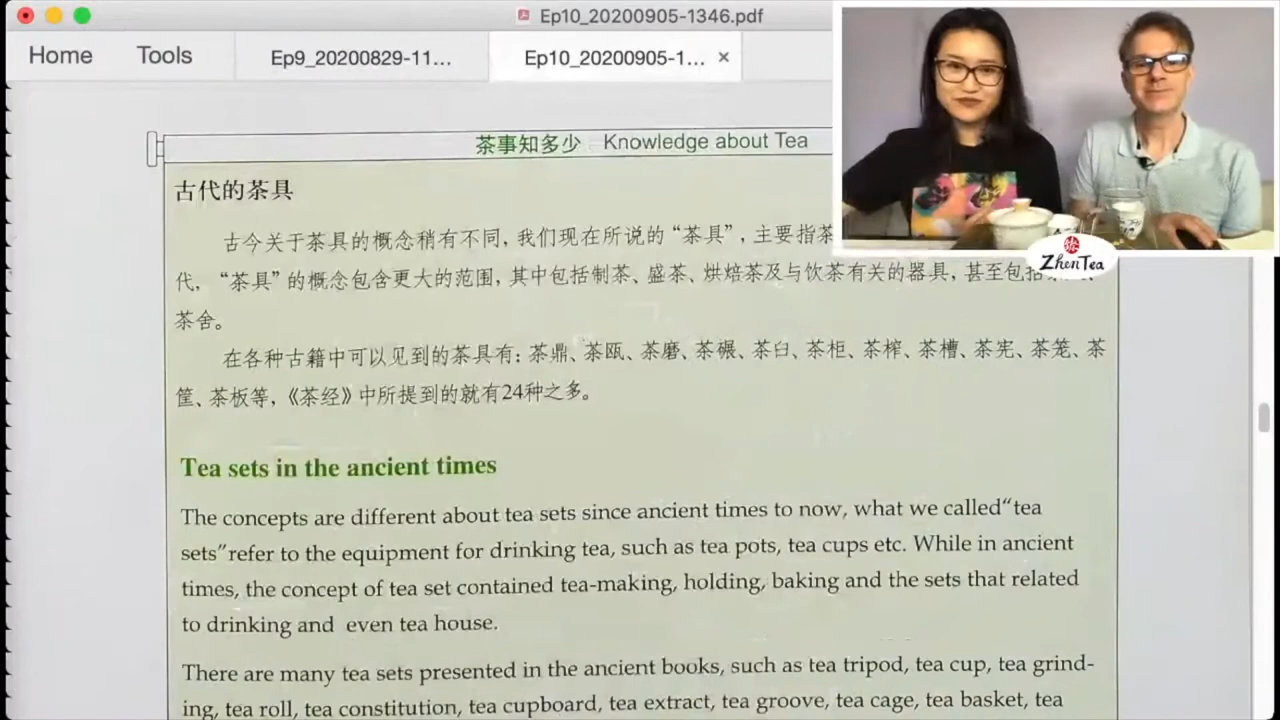 Ep10_20200905-1346.pdf
Home
Tools
Ep9_20200829-11...
Ep10_20200905-1... ×
茶事知多少 Knowledge about Tea
古代的茶具
古今关于茶具的概念稍有不同，我们现在所说的“茶具”，主要指茶
代，“茶具”的概念包含更大的范围，其中包括制茶、盛茶、烘焙茶及与饮茶有关的器具，甚至包括
茶舍。
在各种古籍中可以见到的茶具有：茶鼎、茶瓯、茶磨、茶碾、茶臼、茶柜、茶榨、茶槽、茶宪、茶笼、茶
筐、茶板等，《茶经》中所提到的就有24种之多。
Tea sets in the ancient times
The concepts are different about tea sets since ancient times to now, what we called“tea
sets”refer to the equipment for drinking tea, such as tea pots, tea cups etc. While in ancient
times, the concept of tea set contained tea-making, holding, baking and the sets that related
to drinking and even tea house.
There are many tea sets presented in the ancient books, such as tea tripod, tea cup, tea grind-
ing, tea roll, tea constitution, tea cupboard, tea extract, tea groove, tea cage, tea basket, tea
ZhenTea